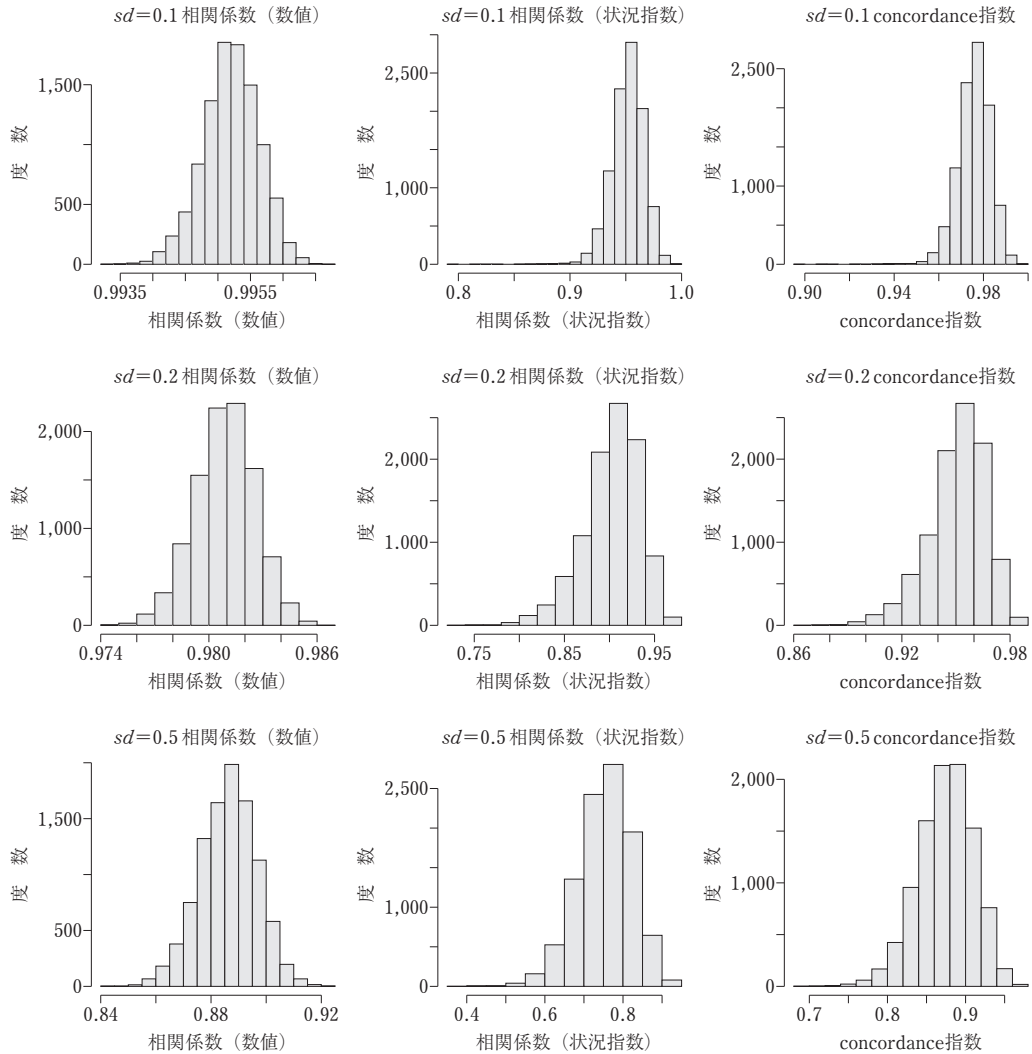 sd=0.1 相関係数（数値）
度 数
1,500
500
0
0.9935 0.9955
相関係数（数値）
sd=0.1 相関係数（状況指数）
度 数
2,500
1,000
0
0.8 0.9 1.0
相関係数（状況指数）
sd=0.1 concordance指数
度 数
2,500
1,000
0
0.90 0.94 0.98
concordance指数
sd=0.2 相関係数（数値）
度 数
2,000
1,000
0
0.974 0.980 0.986
相関係数（数値）
sd=0.2 相関係数（状況指数）
度 数
2,000
1.000
0
0.75 0.85 0.95
相関係数（状況指数）
sd=0.2 concordance指数
度 数
2,000
1,000
0
0.86 0.92 0.98
concordance指数
sd=0.5 相関係数（数値）
度 数
1,500
500
0
0.84 0.88 0.92
相関係数（数値）
sd=0.5 相関係数（状況指数）
度 数
2,500
1,000
0
0.4 0.6 0.8
相関係数（状況指数）
sd=0.5 concordance指数
度 数
2,000
1,000
0
0.7 0.8 0.9
concordance指数